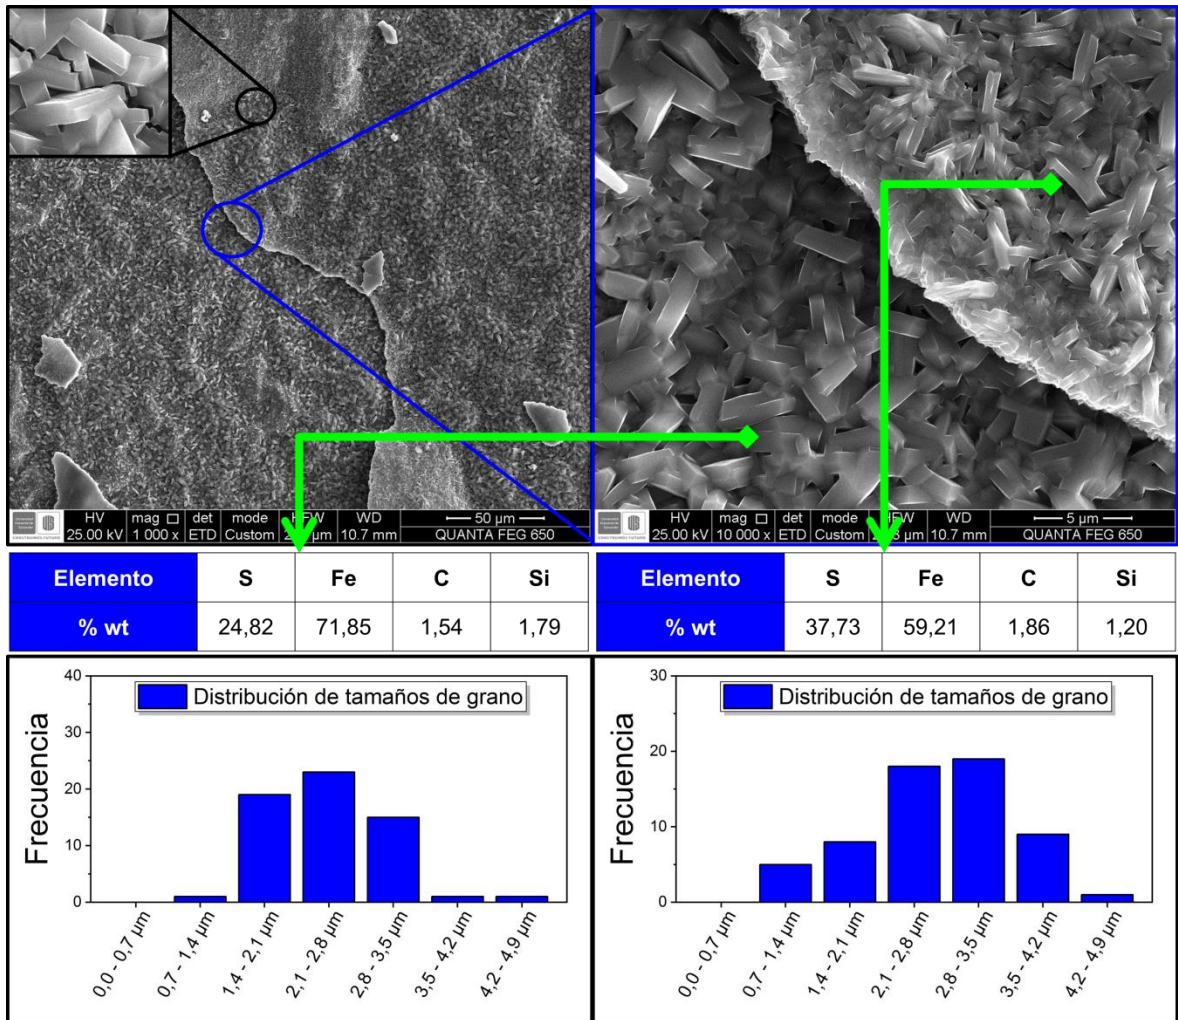 HV mag □ det mode HFW WD 50 µm
25.00 kV 1 000 x ETD Custom µm 10.7 mm QUANTA FEG 650
HV mag □ det mode HFW WD 5 µm
25.00 kV 10 000 x ETD Custom µm 10.7 mm QUANTA FEG 650
Elemento S Fe C Si
% wt 24,82 71,85 1,54 1,79
Elemento S Fe C Si
% wt 37,73 59,21 1,86 1,20
Distribución de tamaños de grano
Frecuencia
40
30
20
10
0
0,0 - 0,7 µm
0,7 - 1,4 µm
1,4 - 2,1 µm
2,1 - 2,8 µm
2,8 - 3,5 µm
3,5 - 4,2 µm
4,2 - 4,9 µm
Distribución de tamaños de grano
Frecuencia
30
20
10
0
0,0 - 0,7 µm
0,7 - 1,4 µm
1,4 - 2,1 µm
2,1 - 2,8 µm
2,8 - 3,5 µm
3,5 - 4,2 µm
4,2 - 4,9 µm